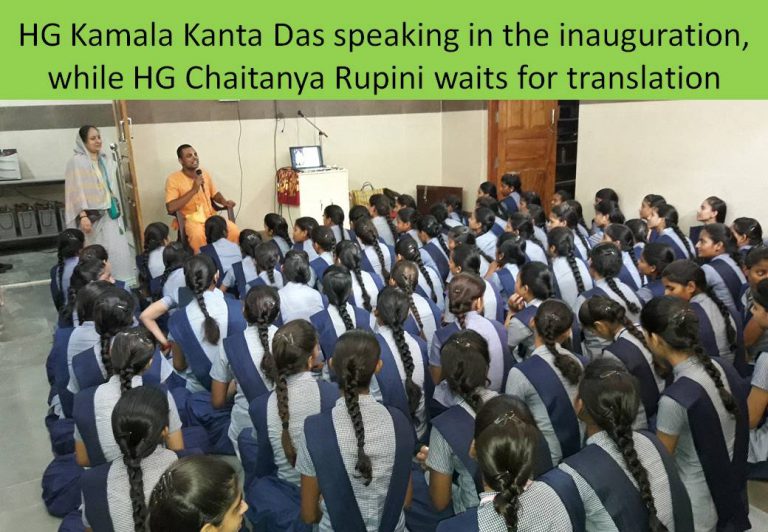 HG Kamala Kanta Das speaking in the inauguration,
while HG Chaitanya Rupini waits for translation